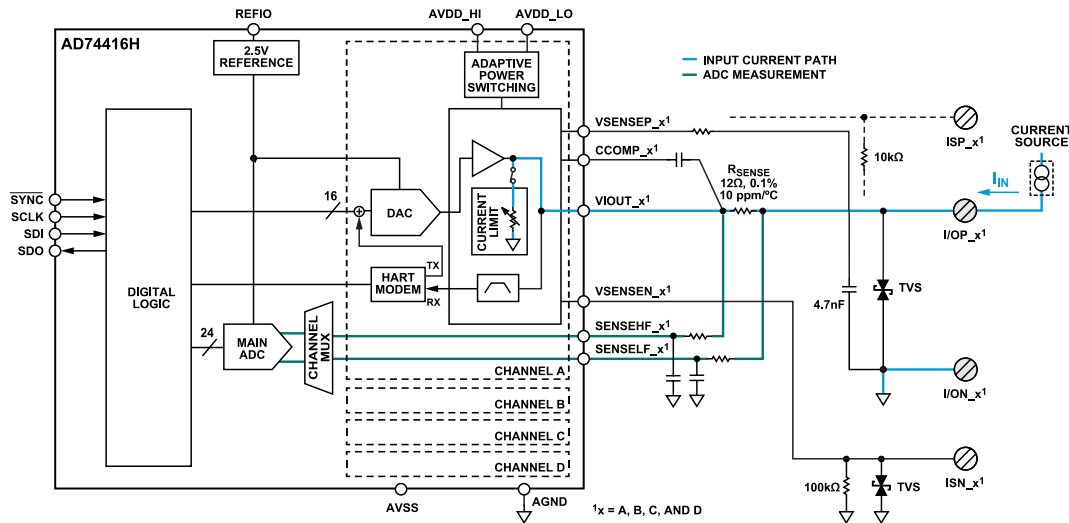 REFIO
AVDD_HI
AVDD_LO
AD74416H
2.5V
REFERENCE
ADAPTIVE
POWER
SWITCHING
INPUT CURRENT PATH
ADC MEASUREMENT
VSENSEP_x¹
CCOMP_x¹
ISP_x¹
CURRENT
SOURCE
10kΩ
RSENSE
12Ω, 0.1%
10 ppm/ºC
IIN
SYNC
SCLK
SDI
SDO
16
DAC
CURRENT
LIMIT
VIOUT_x¹
I/OP_x¹
DIGITAL
LOGIC
HART
MODEM
TX
RX
VSENSEN_x¹
4.7nF
TVS
24
MAIN
ADC
CHANNEL
MUX
SENSEHF_x¹
SENSELF_x¹
CHANNEL A
CHANNEL B
CHANNEL C
CHANNEL D
I/ON_x¹
ISN_x¹
100kΩ
TVS
AVSS
AGND
¹x = A, B, C, AND D